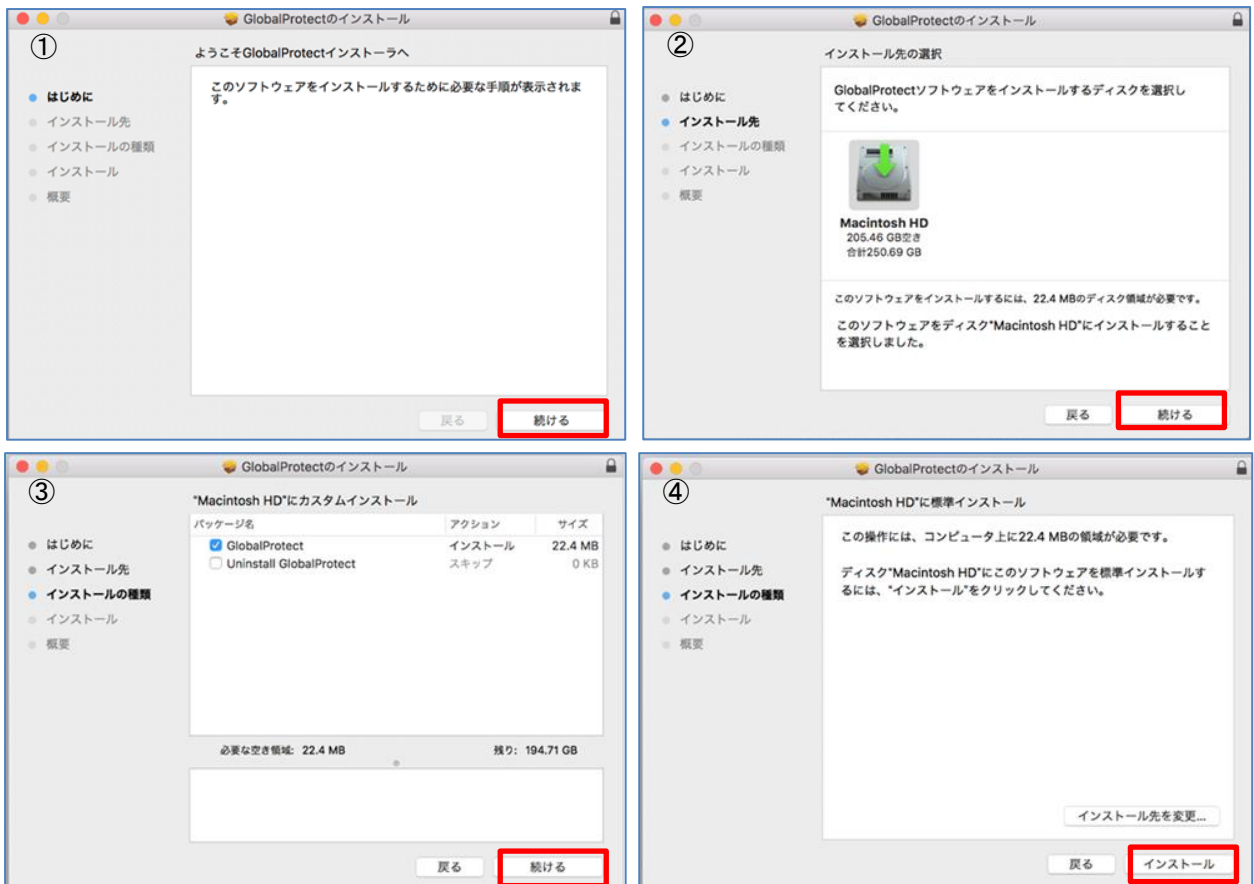 GlobalProtectのインストール
①
ようこそGlobalProtectインストーラへ
はじめに
インストール先
インストールの種類
インストール
概要
このソフトウェアをインストールするために必要な手順が表示されま
す。
戻る
続ける
GlobalProtectのインストール
②
インストール先の選択
はじめに
インストール先
インストールの種類
インストール
概要
GlobalProtectソフトウェアをインストールするディスクを選択し
てください。
Macintosh HD
205.46 GB空き
合計250.69 GB
このソフトウェアをインストールするには、22.4 MBのディスク領域が必要です。
このソフトウェアをディスク"Macintosh HD"にインストールすること
を選択しました。
戻る
続ける
GlobalProtectのインストール
③
"Macintosh HD"にカスタムインストール
はじめに
インストール先
インストールの種類
インストール
概要
パッケージ名 アクション サイズ
GlobalProtect インストール 22.4 MB
Uninstall GlobalProtect スキップ 0 KB
必要な空き領域: 22.4 MB 残り: 194.71 GB
戻る
続ける
GlobalProtectのインストール
④
"Macintosh HD"に標準インストール
はじめに
インストール先
インストールの種類
インストール
概要
この操作には、コンピュータ上に22.4 MBの領域が必要です。
ディスク"Macintosh HD"にこのソフトウェアを標準インストールす
るには、"インストール"をクリックしてください。
インストール先を変更...
戻る
インストール